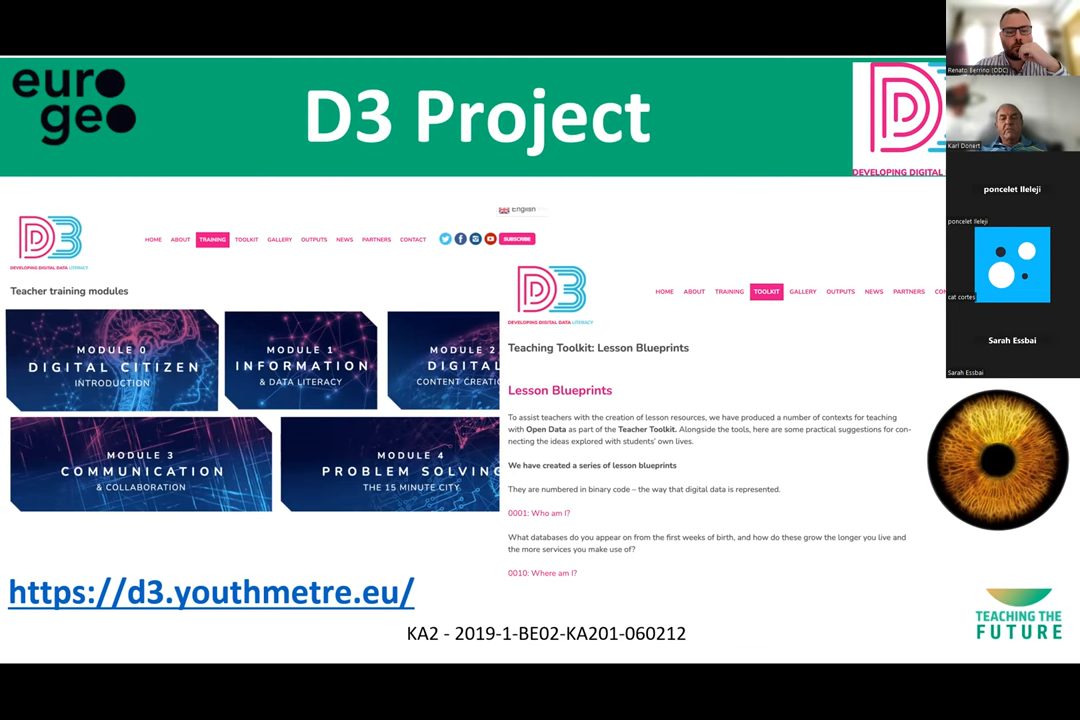 euro
geo
D3 Project
D3
DEVELOPING DIGITAL
English
D3
DEVELOPING DIGITAL DATA LITERACY
HOME ABOUT TRAINING TOOLKIT GALLERY OUTPUTS NEWS PARTNERS CONTACT SUBSCRIBE
Teacher training modules
MODULE 0
DIGITAL CITIZEN
INTRODUCTION
MODULE 1
INFORMATION
& DATA LITERACY
MODULE 2
DIGITAL
CONTENT CREATIO
MODULE 3
COMMUNICATION
& COLLABORATION
MODULE 4
PROBLEM SOLVING
THE 15 MINUTE CITY
D3
DEVELOPING DIGITAL DATA LITERACY
HOME ABOUT TRAINING TOOLKIT GALLERY OUTPUTS NEWS PARTNERS CON
Teaching Toolkit: Lesson Blueprints
Lesson Blueprints
To assist teachers with the creation of lesson resources, we have produced a number of contexts for teaching
with Open Data as part of the Teacher Toolkit. Alongside the tools, here are some practical suggestions for con-
necting the ideas explored with students' own lives.
We have created a series of lesson blueprints
They are numbered in binary code – the way that digital data is represented.
0001: Who am I?
What databases do you appear on from the first weeks of birth, and how do these grow the longer you live and
the more services you make use of?
0010: Where am I?
https://d3.youthmetre.eu/
KA2 - 2019-1-BE02-KA201-060212
TEACHING THE
FUTURE
Renato Berrino (ODC)
Karl Donert
poncelet Ileleji
poncelet Ileleji
cat cortes
Sarah Essbai
Sarah Essbai